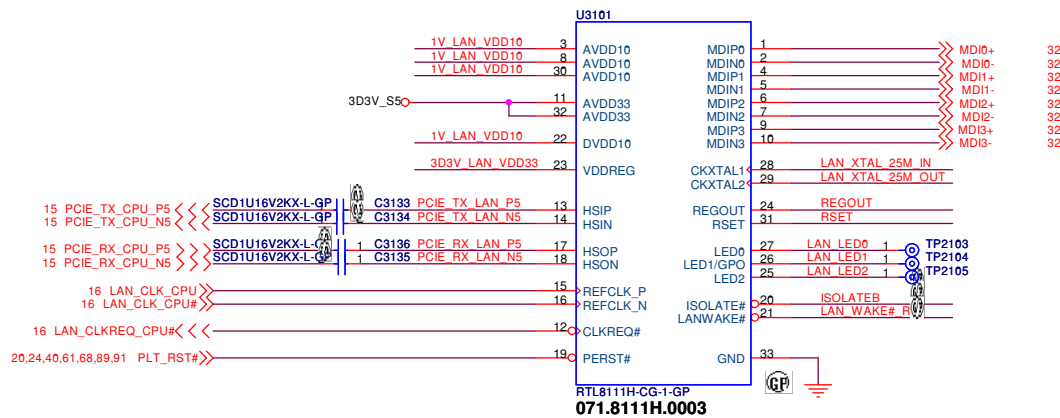 U3101
1V_LAN_VDD10 3 AVDD10 MDIP0 1 MDI0+ 32
1V_LAN_VDD10 8 AVDD10 MDIN0 2 MDI0- 32
1V_LAN_VDD10 30 AVDD10 MDIP1 4 MDI1+ 32
MDIN1 5 MDI1- 32
3D3V_S5 11 AVDD33 MDIP2 6 MDI2+ 32
32 AVDD33 MDIN2 7 MDI2- 32
MDIP3 9 MDI3+ 32
1V_LAN_VDD10 22 DVDD10 MDIN3 10 MDI3- 32
3D3V_LAN_VDD33 23 VDDREG CKXTAL1 28 LAN_XTAL_25M_IN
CKXTAL2 29 LAN_XTAL_25M_OUT
15 PCIE_TX_CPU_P5 SCD1U16V2KX-L-GP C3133 PCIE_TX_LAN_P5 13 HSIP REGOUT 24 REGOUT
15 PCIE_TX_CPU_N5 SCD1U16V2KX-L-GP C3134 PCIE_TX_LAN_N5 14 HSIN RSET 31 RSET
15 PCIE_RX_CPU_P5 SCD1U16V2KX-L-GP 1 C3136 PCIE_RX_LAN_P5 17 HSOP LED0 27 LAN_LED0 1 TP2103
15 PCIE_RX_CPU_N5 SCD1U16V2KX-L-GP 1 C3135 PCIE_RX_LAN_N5 18 HSON LED1/GPO 26 LAN_LED1 1 TP2104
LED2 25 LAN_LED2 1 TP2105
16 LAN_CLK_CPU 15 REFCLK_P
16 LAN_CLK_CPU# 16 REFCLK_N ISOLATE# 20 ISOLATEB
LANWAKE# 21 LAN_WAKE#_R
16 LAN_CLKREQ_CPU# 12 CLKREQ#
20,24,40,61,68,89,91 PLT_RST# 19 PERST# GND 33
GP
RTL8111H-CG-1-GP
071.8111H.0003